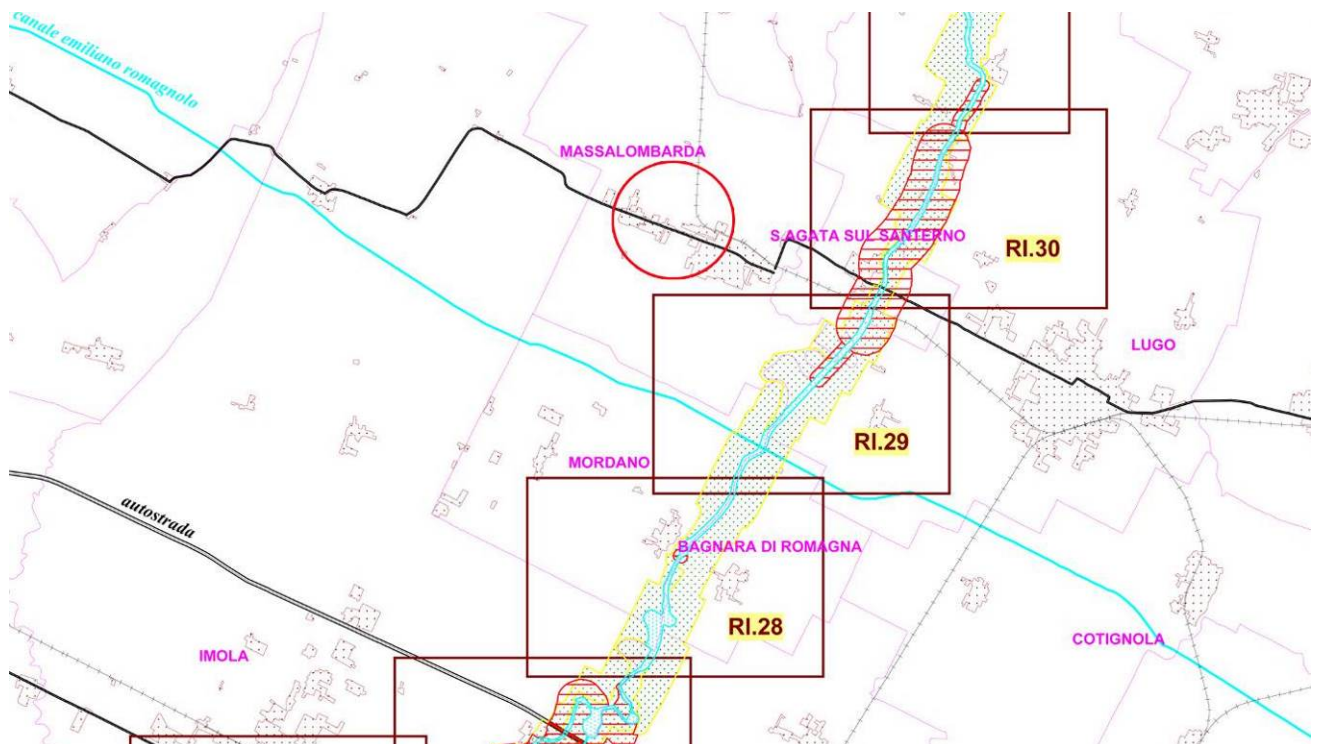 canale emiliano romagnolo
MASSALOMBARDA
S.AGATA SUL SANTERNO
RI.30
LUGO
RI.29
MORDANO
autostrada
BAGNARA DI ROMAGNA
RI.28
COTIGNOLA
IMOLA